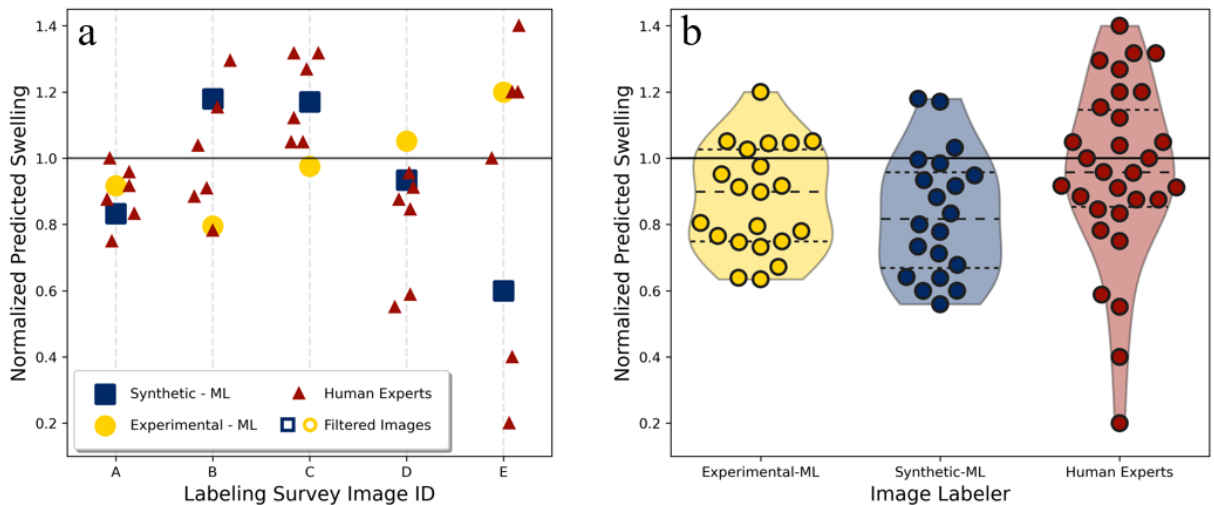 a
Normalized Predicted Swelling
1.4
1.2
1.0
0.8
0.6
0.4
0.2
Synthetic - ML
Human Experts
Experimental - ML
Filtered Images
A
B
C
D
E
Labeling Survey Image ID
b
Normalized Predicted Swelling
1.4
1.2
1.0
0.8
0.6
0.4
0.2
Experimental-ML
Synthetic-ML
Human Experts
Image Labeler